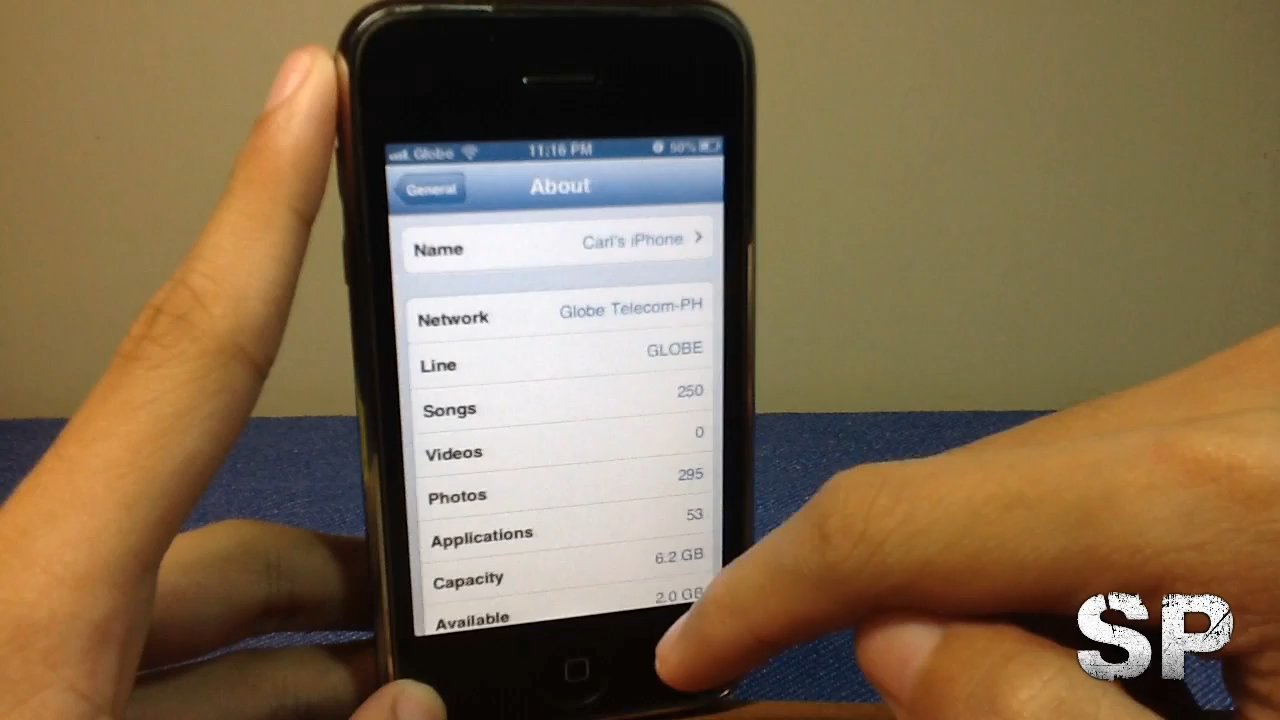 Globe 11:16 PM 90%
General About
Name Carl's iPhone
Network Globe Telecom-PH
Line GLOBE
Songs 250
Videos 0
Photos 295
Applications 53
Capacity 6.2 GB
Available 2.0 GB
SP